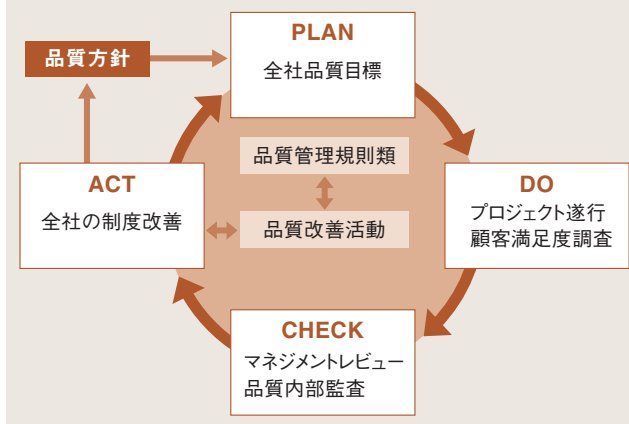 PLAN
全社品質目標
品質方針
品質管理規則類
品質改善活動
ACT
全社の制度改善
DO
プロジェクト遂行
顧客満足度調査
CHECK
マネジメントレビュー
品質内部監査